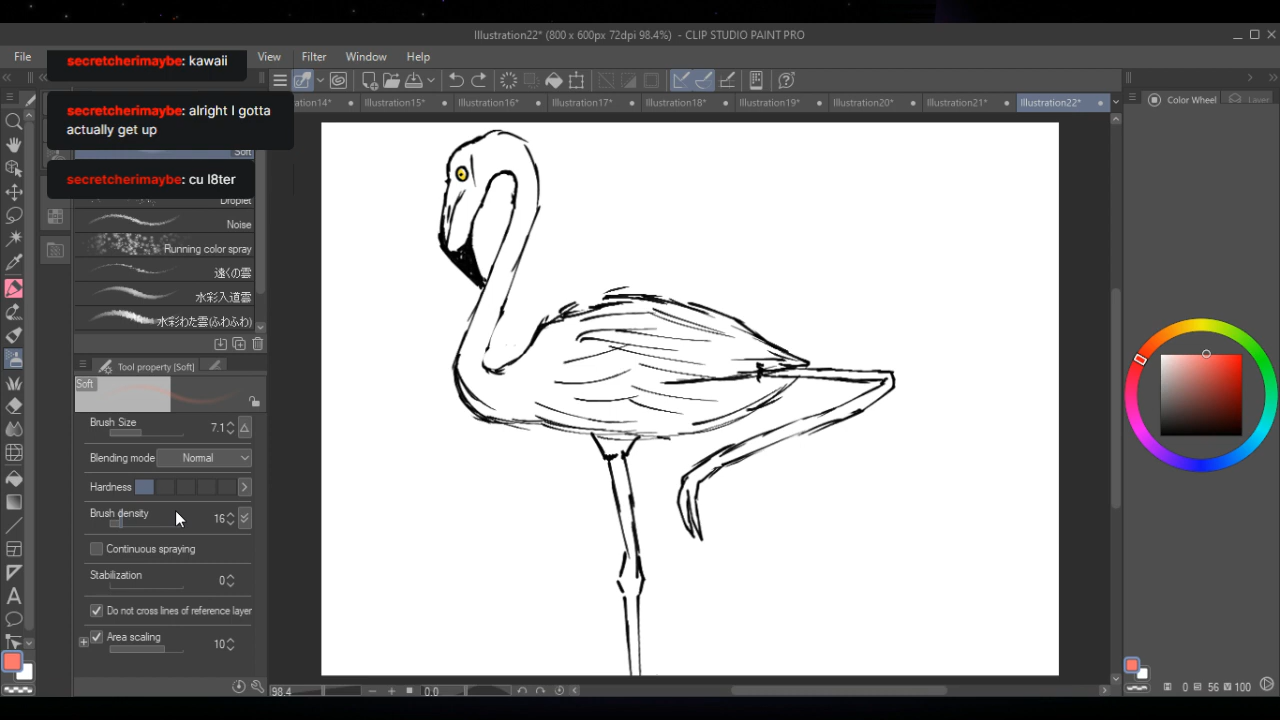 Illustration22* (800 x 600px 72dpi 98.4%) - CLIP STUDIO PAINT PRO
File
View
Filter
Window
Help
secretcherimaybe: kawaii
secretcherimaybe: alright I gotta
actually get up
secretcherimaybe: cu l8ter
Illustration15*
Illustration16*
Illustration17*
Illustration18*
Illustration19*
Illustration20*
Illustration21*
Illustration22*
Color Wheel
Layer
Soft
Droplet
Noise
Running color spray
遠くの雲
水彩入道雲
水彩わた雲(ふわふわ)
Tool property [Soft]
Soft
Brush Size
7.1
Blending mode
Normal
Hardness
Brush density
16
Continuous spraying
Stabilization
0
Do not cross lines of reference layer
Area scaling
10
98.4
0.0
0
56
100